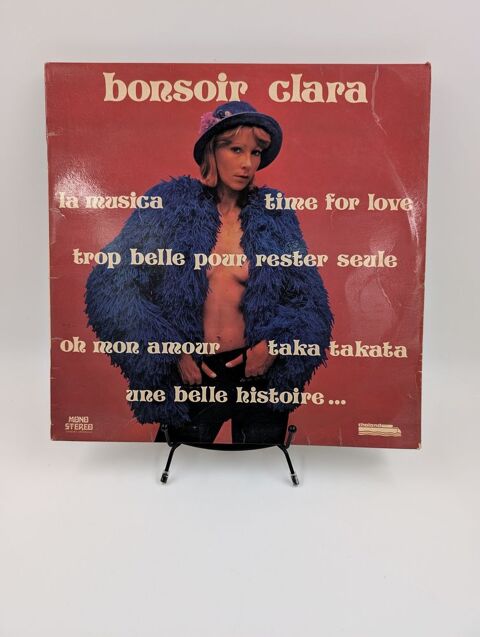 bonsoir clara
la musica time for love
trop belle pour rester seule
oh mon amour taka takata
une belle histoire...
MONO
STEREO